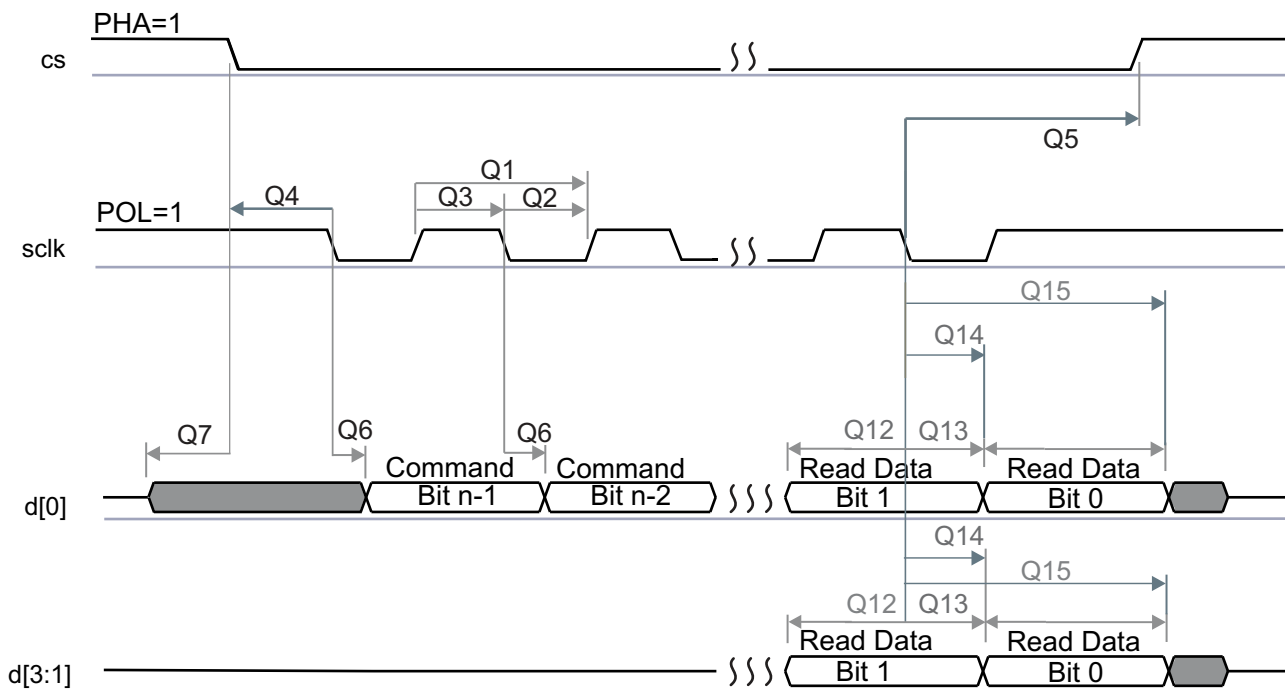 PHA=1
cs
Q5
Q1
Q4
Q3
Q2
POL=1
sclk
Q15
Q14
Q7
Q6
Q6
Q12
Q13
Command
Command
Read Data
Read Data
d[0]
Bit n-1
Bit n-2
Bit 1
Bit 0
Q14
Q15
Q12
Q13
Read Data
Read Data
d[3:1]
Bit 1
Bit 0